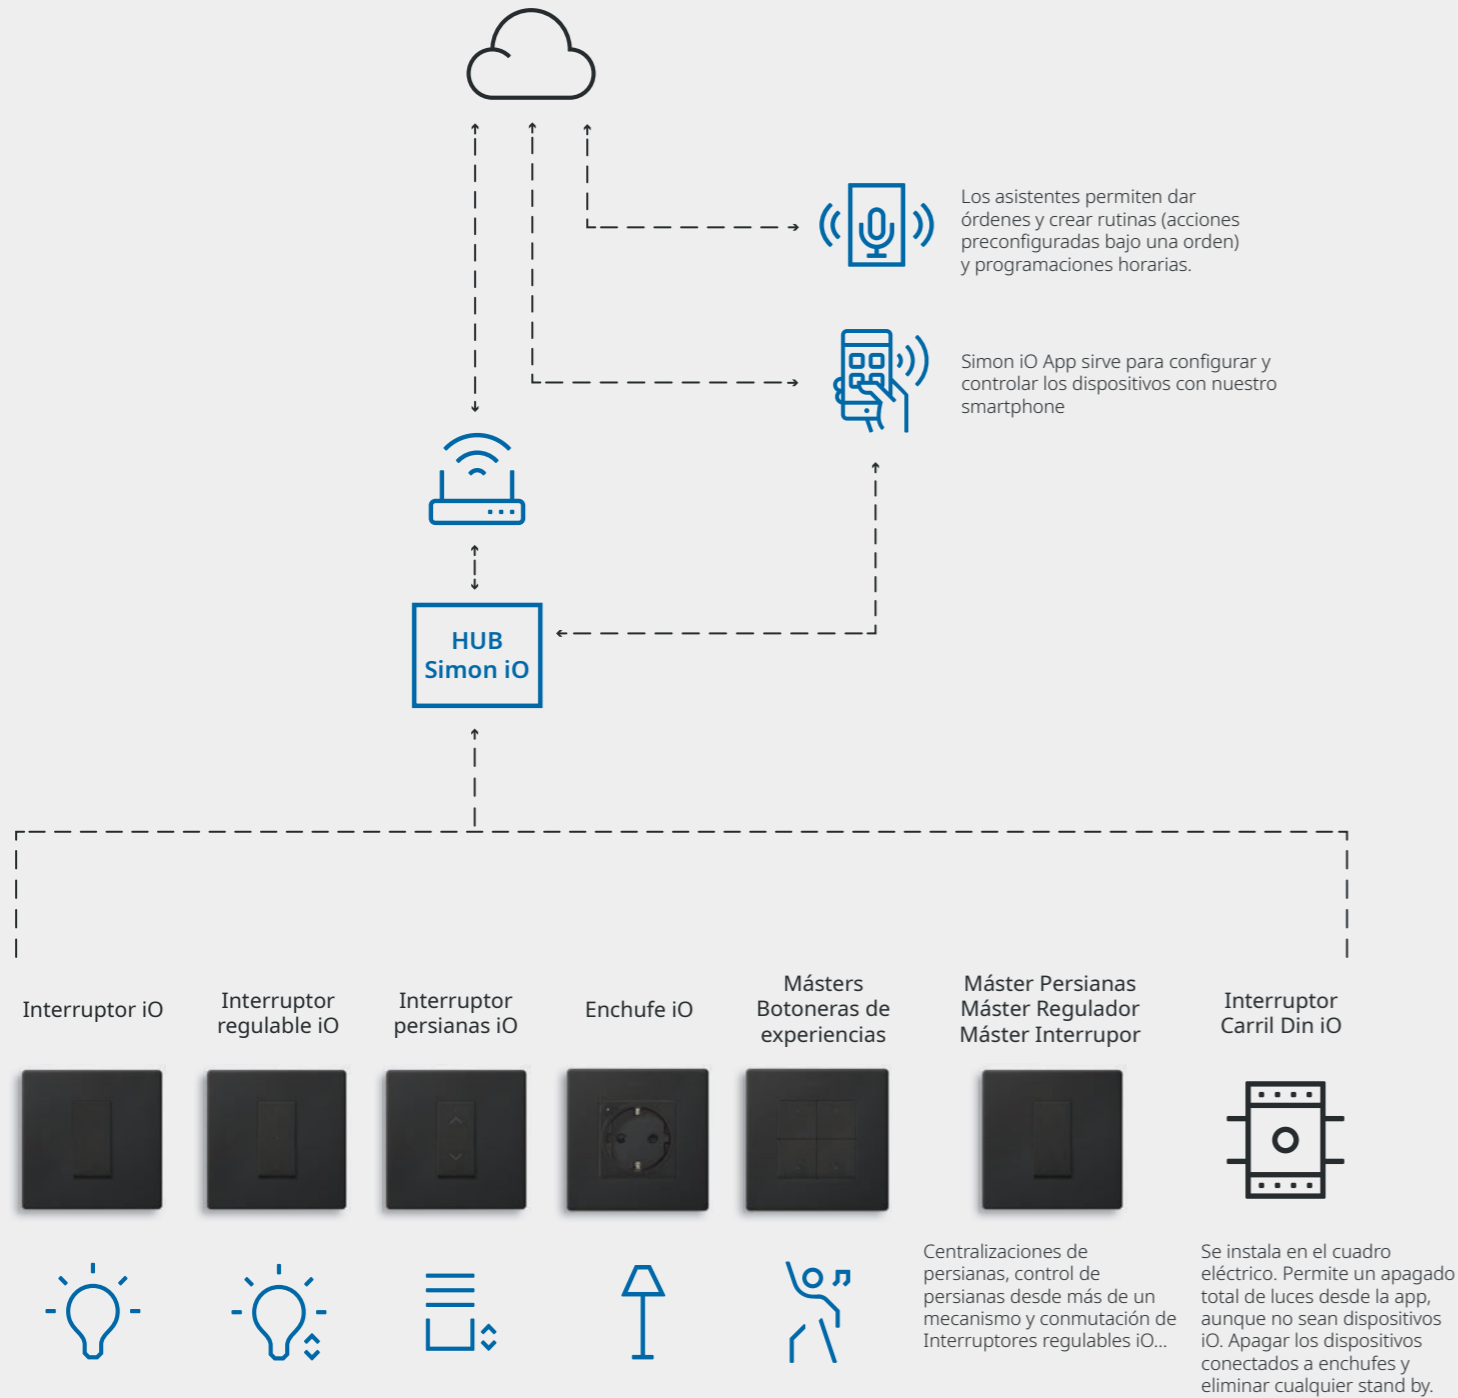 Los asistentes permiten dar
órdenes y crear rutinas (acciones
preconfiguradas bajo una orden)
y programaciones horarias.
Simon iO App sirve para configurar y
controlar los dispositivos con nuestro
smartphone
HUB
Simon iO
Interruptor iO
Interruptor
regulable iO
Interruptor
persianas iO
Enchufe iO
Másters
Botoneras de
experiencias
Máster Persianas
Máster Regulador
Máster Interrupor
Interruptor
Carril Din iO
Centralizaciones de
persianas, control de
persianas desde más de un
mecanismo y conmutación de
Interruptores regulables iO...
Se instala en el cuadro
eléctrico. Permite un apagado
total de luces desde la app,
aunque no sean dispositivos
iO. Apagar los dispositivos
conectados a enchufes y
eliminar cualquier stand by.